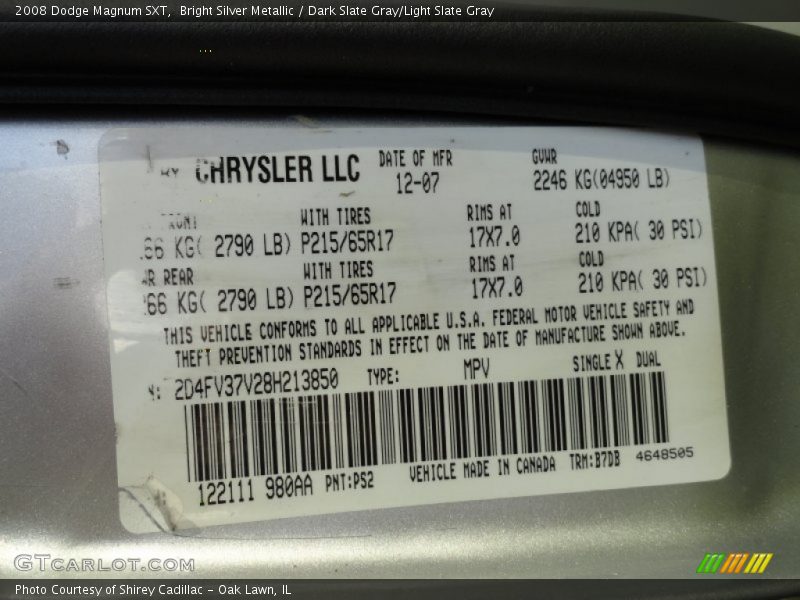 2008 Dodge Magnum SXT,  Bright Silver Metallic / Dark Slate Gray/Light Slate Gray
CHRYSLER LLC DATE OF MFR GVWR
12-07 2246 KG(04950 LB)
FRONT WITH TIRES RIMS AT COLD
66 KG( 2790 LB) P215/65R17 17X7.0 210 KPA( 30 PSI)
REAR WITH TIRES RIMS AT COLD
66 KG( 2790 LB) P215/65R17 17X7.0 210 KPA( 30 PSI)
THIS VEHICLE CONFORMS TO ALL APPLICABLE U.S.A. FEDERAL MOTOR VEHICLE SAFETY AND
THEFT PREVENTION STANDARDS IN EFFECT ON THE DATE OF MANUFACTURE SHOWN ABOVE.
: 2D4FV37V28H213850 TYPE: MPV SINGLE X DUAL
122111 980AA PNT:PS2 VEHICLE MADE IN CANADA TRM:B7DB 4648505
GTCARLOT.COM
Photo Courtesy of Shirey Cadillac – Oak Lawn, IL